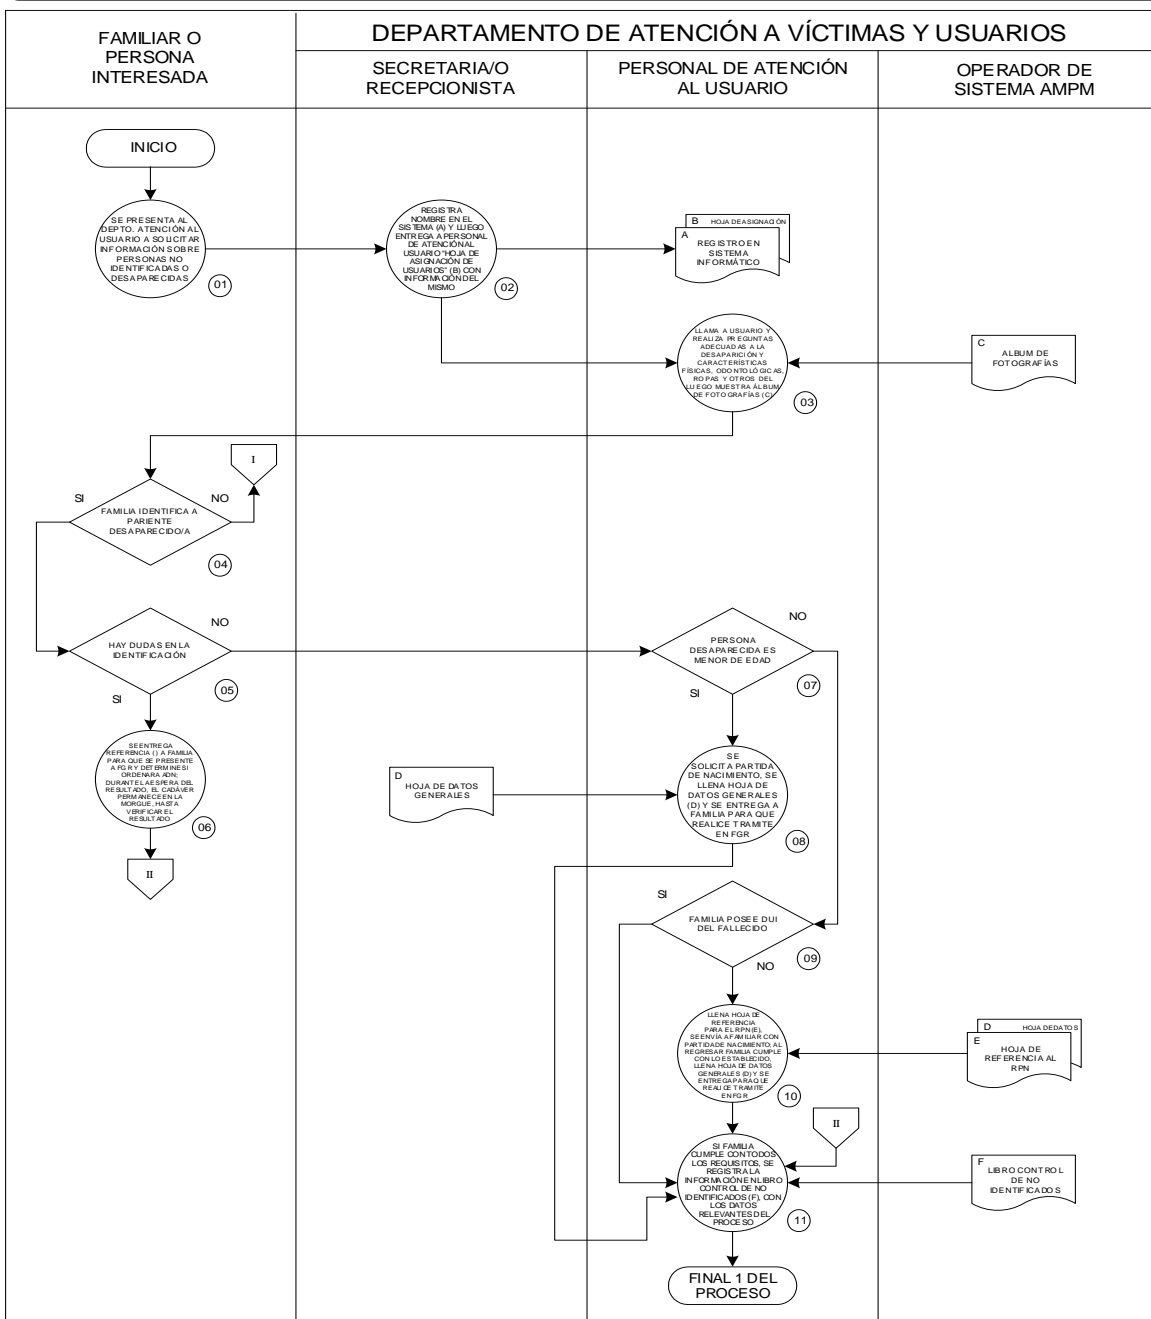 FAMILIAR O
PERSONA
INTERESADA
DEPARTAMENTO DE ATENCIÓN A VÍCTIMAS Y USUARIOS
SECRETARIA/O
RECEPCIONISTA
PERSONAL DE ATENCIÓN
AL USUARIO
OPERADOR DE
SISTEMA AMPM
INICIO
SE PRESENTA AL
DEPTO. ATENCIÓN AL
USUARIO A SOLICITAR
INFORMACIÓN SOBRE
PERSONAS NO
IDENTIFICADAS O
DESAPARECIDAS
01
REGISTRA
NOMBRE EN EL
SISTEMA (A) Y LUEGO
ENTREGA A PERSONAL
DE ATENCIÓN AL
USUARIO "HOJA DE
ASIGNACIÓN DE
USUARIOS" (B) CON
INFORMACIÓN DEL
MISMO
02
B HOJA DE ASIGNACIÓN
A
REGISTRO EN
SISTEMA
INFORMÁTICO
LLAMA A USUARIO Y
REALIZA PREGUNTAS
ADECUADAS A LA
DESAPARICIÓN Y
CARACTERÍSTICAS
FÍSICAS, ODONTOLÓGICAS,
ROPAS Y OTROS DEL
LUEGO MUESTRA ÁLBUM
DE FOTOGRAFÍAS (C)
03
C
ALBUM DE
FOTOGRAFÍAS
I
SI
NO
FAMILIA IDENTIFICA A
PARIENTE
DESAPARECIDO/A
04
NO
HAY DUDAS EN LA
IDENTIFICACIÓN
SI
05
NO
PERSONA
DESAPARECIDA ES
MENOR DE EDAD
SI
07
SE ENTREGA
REFERENCIA () A FAMILIA
PARA QUE SE PRESENTE
A FGR Y DETERMINE SI
ORDENARA ADN;
DURANTE LA ESPERA DEL
RESULTADO, EL CADÁVER
PERMANECE EN LA
MORGUE, HASTA
VERIFICAR EL
RESULTADO
06
II
D
HOJA DE DATOS
GENERALES
SE
SOLICITA PARTIDA
DE NACIMIENTO, SE
LLENA HOJA DE
DATOS GENERALES
(D) Y SE ENTREGA A
FAMILIA PARA QUE
REALICE TRAMITE
EN FGR
08
SI
FAMILIA POSEE DUI
DEL FALLECIDO
09
NO
LLENA HOJA DE
REFERENCIA
PARA EL RPN(E),
SE ENVÍA A FAMILIAR CON
PARTIDA DE NACIMIENTO; AL
REGRESAR FAMILIA CUMPLE
CON LO ESTABLECIDO,
LLENA HOJA DE DATOS
GENERALES (D) Y SE
ENTREGA PARA QUE
REALICE TRAMITE
EN FGR
10
D HOJA DE DATOS
E
HOJA DE
REFERENCIA AL
RPN
II
SI FAMILIA
CUMPLE CON TODOS
LOS REQUISITOS, SE
REGISTRA LA
INFORMACIÓN EN LIBRO
CONTROL DE NO
IDENTIFICADOS (F), CON
LOS DATOS
RELEVANTES DEL
PROCESO
11
F
LIBRO CONTROL
DE NO
IDENTIFICADOS
FINAL 1 DEL
PROCESO